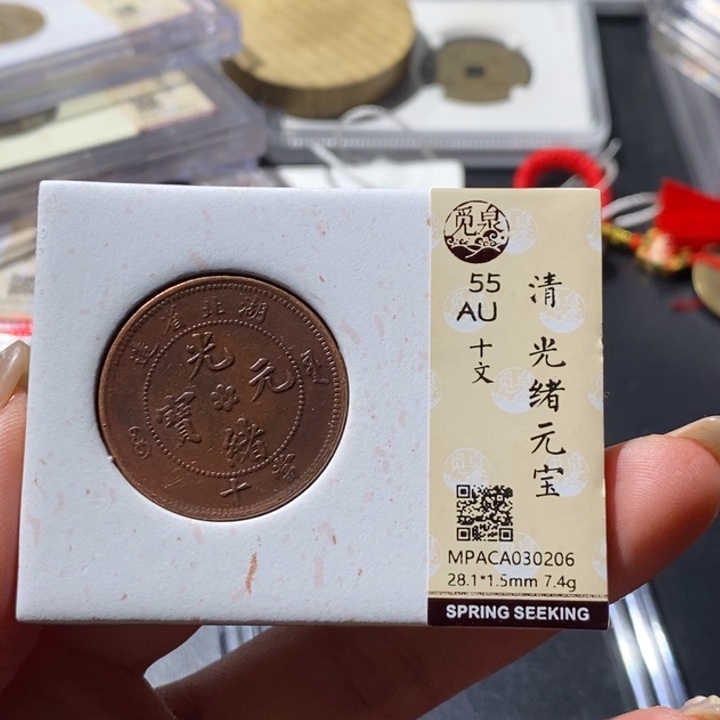 湖北省造
光緒元寶
當十
觅泉
55
AU
十文
清 光绪元宝
MPACA030206
28.1*1.5mm 7.4g
SPRING SEEKING